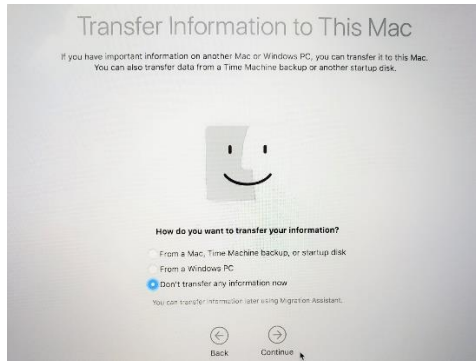 Transfer Information to This Mac
If you have important information on another Mac or Windows PC, you can transfer it to this Mac.
You can also transfer data from a Time Machine backup or another startup disk.
How do you want to transfer your information?
From a Mac, Time Machine backup, or startup disk
From a Windows PC
Don't transfer any information now
You can transfer information later using Migration Assistant.
Back
Continue